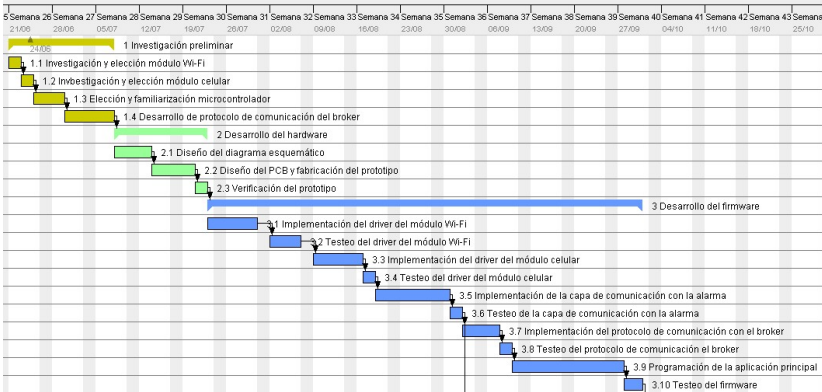 5 Semana 26 Semana 27 Semana 28 Semana 29 Semana 30 Semana 31 Semana 32 Semana 33 Semana 34 Semana 35 Semana 36 Semana 37 Semana 38 Semana 39 Semana 40 Semana 41 Semana 42 Semana 43 Semana
21/06 28/06 05/07 12/07 19/07 26/07 02/08 09/08 16/08 23/08 30/08 06/09 13/09 20/09 27/09 04/10 11/10 18/10 25/10
24/06
1 Investigación preliminar
1.1 Investigación y elección módulo Wi-Fi
1.2 Invbestigación y elección módulo celular
1.3 Elección y familiarización microcontrolador
1.4 Desarrollo de protocolo de comunicación del broker
2 Desarrollo del hardware
2.1 Diseño del diagrama esquemático
2.2 Diseño del PCB y fabricación del prototipo
2.3 Verificación del prototipo
3 Desarrollo del firmware
3.1 Implementación del driver del módulo Wi-Fi
3.2 Testeo del driver del módulo Wi-Fi
3.3 Implementación del driver del módulo celular
3.4 Testeo del driver del módulo celular
3.5 Implementación de la capa de comunicación con la alarma
3.6 Testeo de la capa de comunicación con la alarma
3.7 Implementación del protocolo de comunicación con el broker
3.8 Testeo del protocolo de comunicación el broker
3.9 Programación de la aplicación principal
3.10 Testeo del firmware